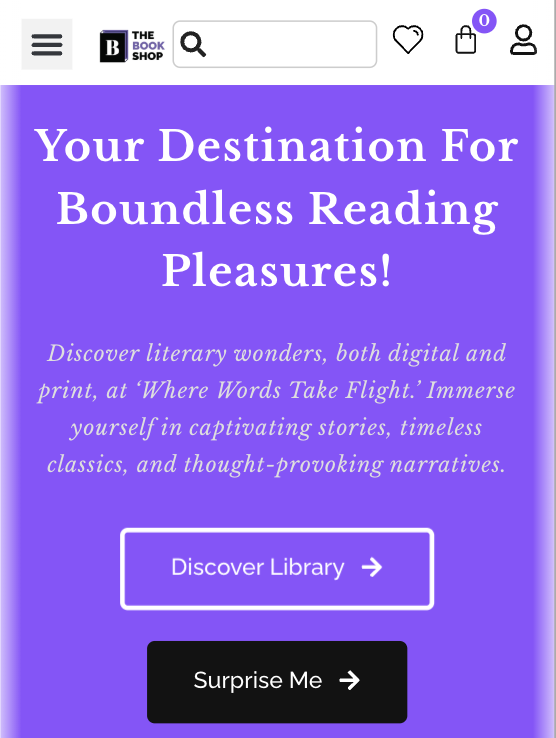 B THE
BOOK
SHOP
0
Your Destination For
Boundless Reading
Pleasures!
Discover literary wonders, both digital and
print, at ‘Where Words Take Flight.’ Immerse
yourself in captivating stories, timeless
classics, and thought-provoking narratives.
Discover Library
Surprise Me